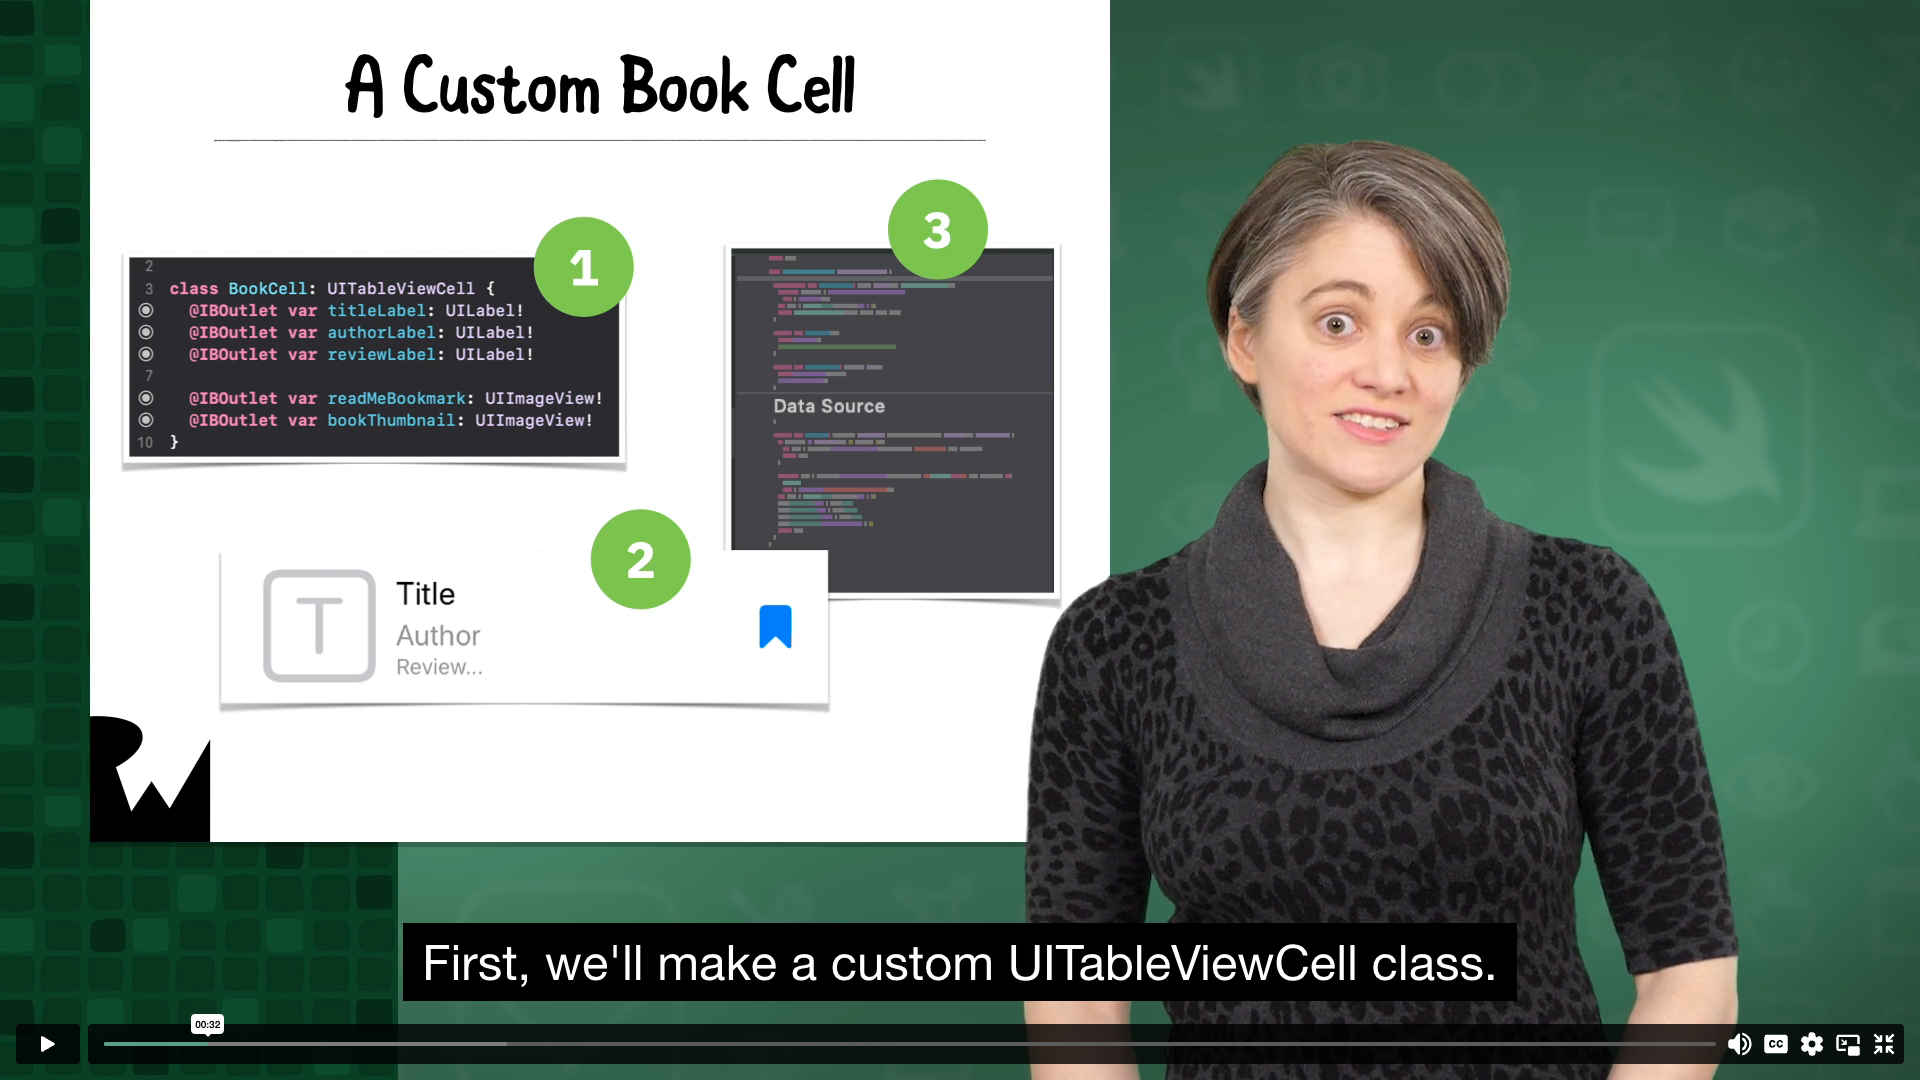 A Custom Book Cell
1
2
3 class BookCell: UITableViewCell {
@IBOutlet var titleLabel: UILabel!
@IBOutlet var authorLabel: UILabel!
@IBOutlet var reviewLabel: UILabel!
7
@IBOutlet var readMeBookmark: UIImageView!
@IBOutlet var bookThumbnail: UIImageView!
10 }
3
Data Source
2
T
Title
Author
Review...
RW
First, we'll make a custom UITableViewCell class.
00:32
CC